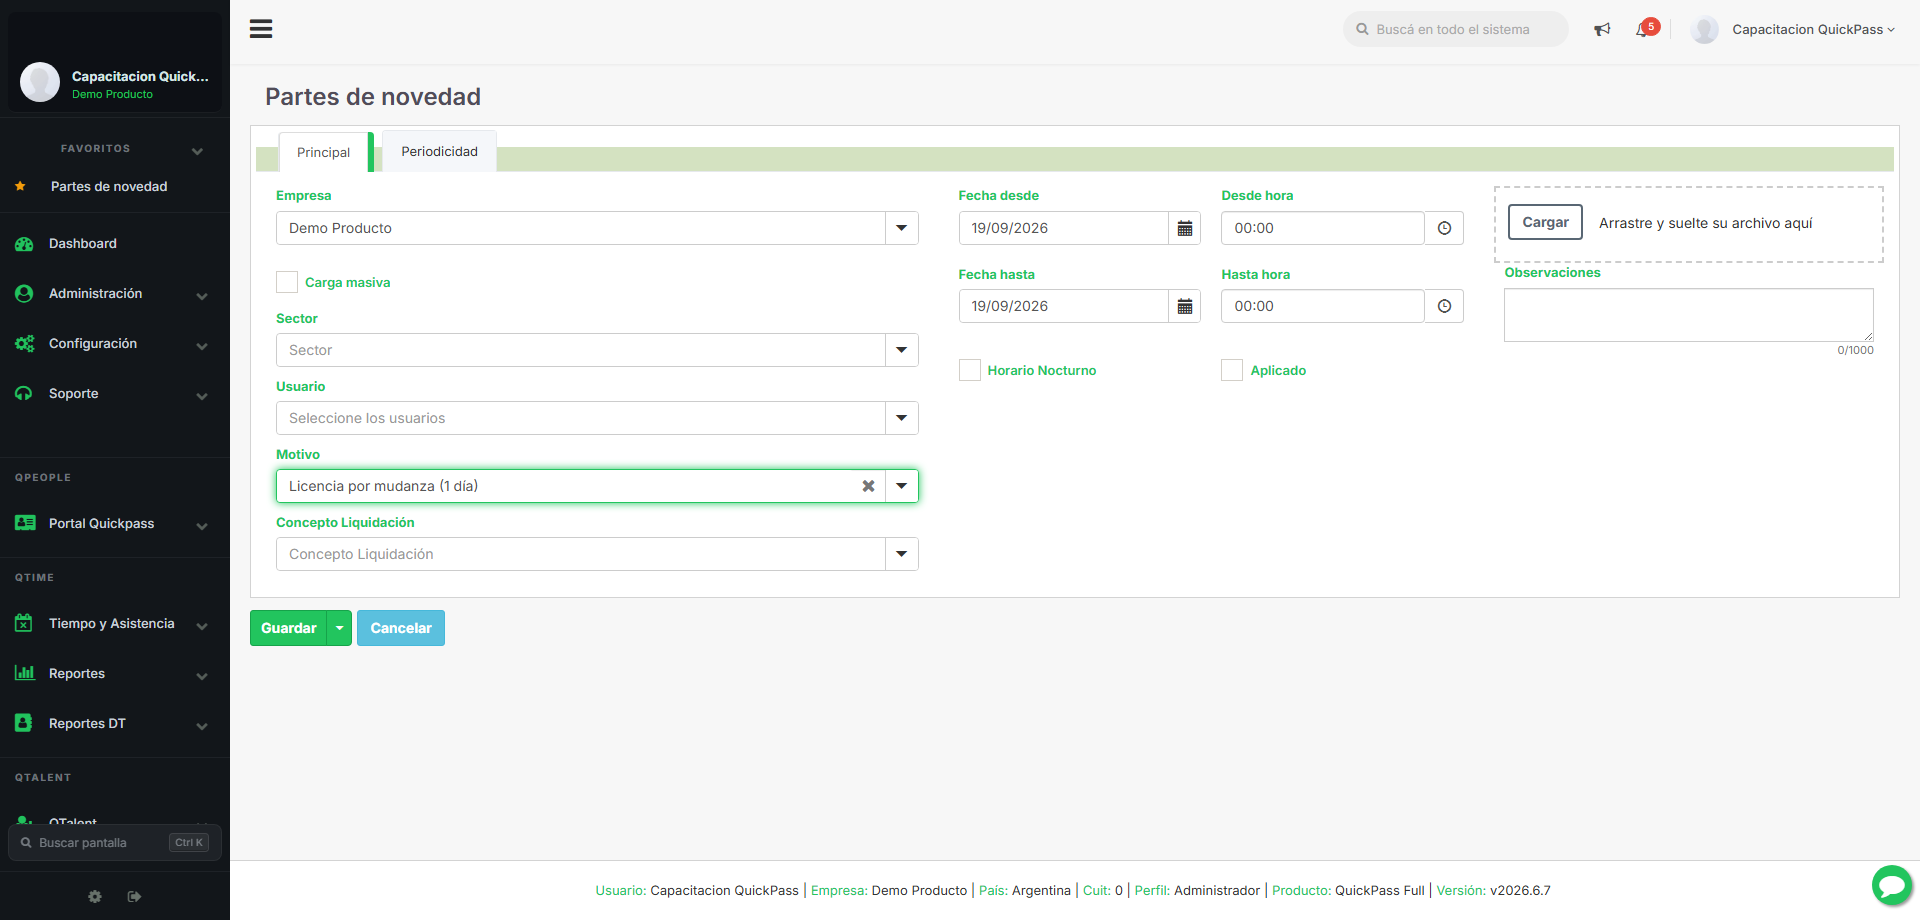 Capacitacion Quick...
Demo Producto
FAVORITOS
Partes de novedad
Dashboard
Administración
Configuración
Soporte
QPEOPLE
Portal Quickpass
QTIME
Tiempo y Asistencia
Reportes
Reportes DT
QTALENT
QTalent
Buscar pantalla
Ctrl K
Buscá en todo el sistema
5
Capacitacion QuickPass
Partes de novedad
Principal
Periodicidad
Empresa
Demo Producto
Carga masiva
Sector
Sector
Usuario
Seleccione los usuarios
Motivo
Licencia por mudanza (1 día)
Concepto Liquidación
Concepto Liquidación
Fecha desde
19/09/2026
Desde hora
00:00
Fecha hasta
19/09/2026
Hasta hora
00:00
Horario Nocturno
Aplicado
Cargar
Arrastre y suelte su archivo aquí
Observaciones
0/1000
Guardar
Cancelar
Usuario: Capacitacion QuickPass | Empresa: Demo Producto | País: Argentina | Cuit: 0 | Perfil: Administrador | Producto: QuickPass Full | Versión: v2026.6.7